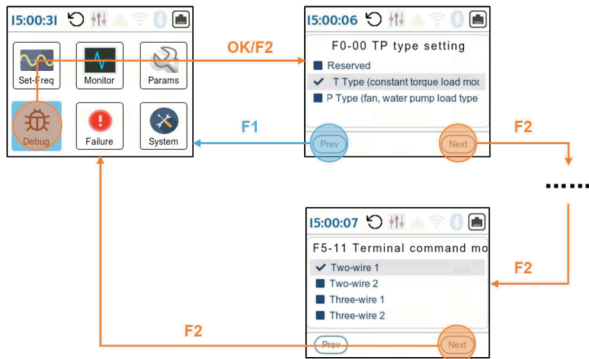 15:00:31
Set-Freq
Monitor
Params
Debug
Failure
System
OK/F2
F1
15:00:06
F0-00 TP type setting
Reserved
T Type (constant torque load moc
P Type (fan, water pump load type
Prev
Next
F2
......
F2
15:00:07
F5-11 Terminal command mo
Two-wire 1
Two-wire 2
Three-wire 1
Three-wire 2
Prev
Next
F2